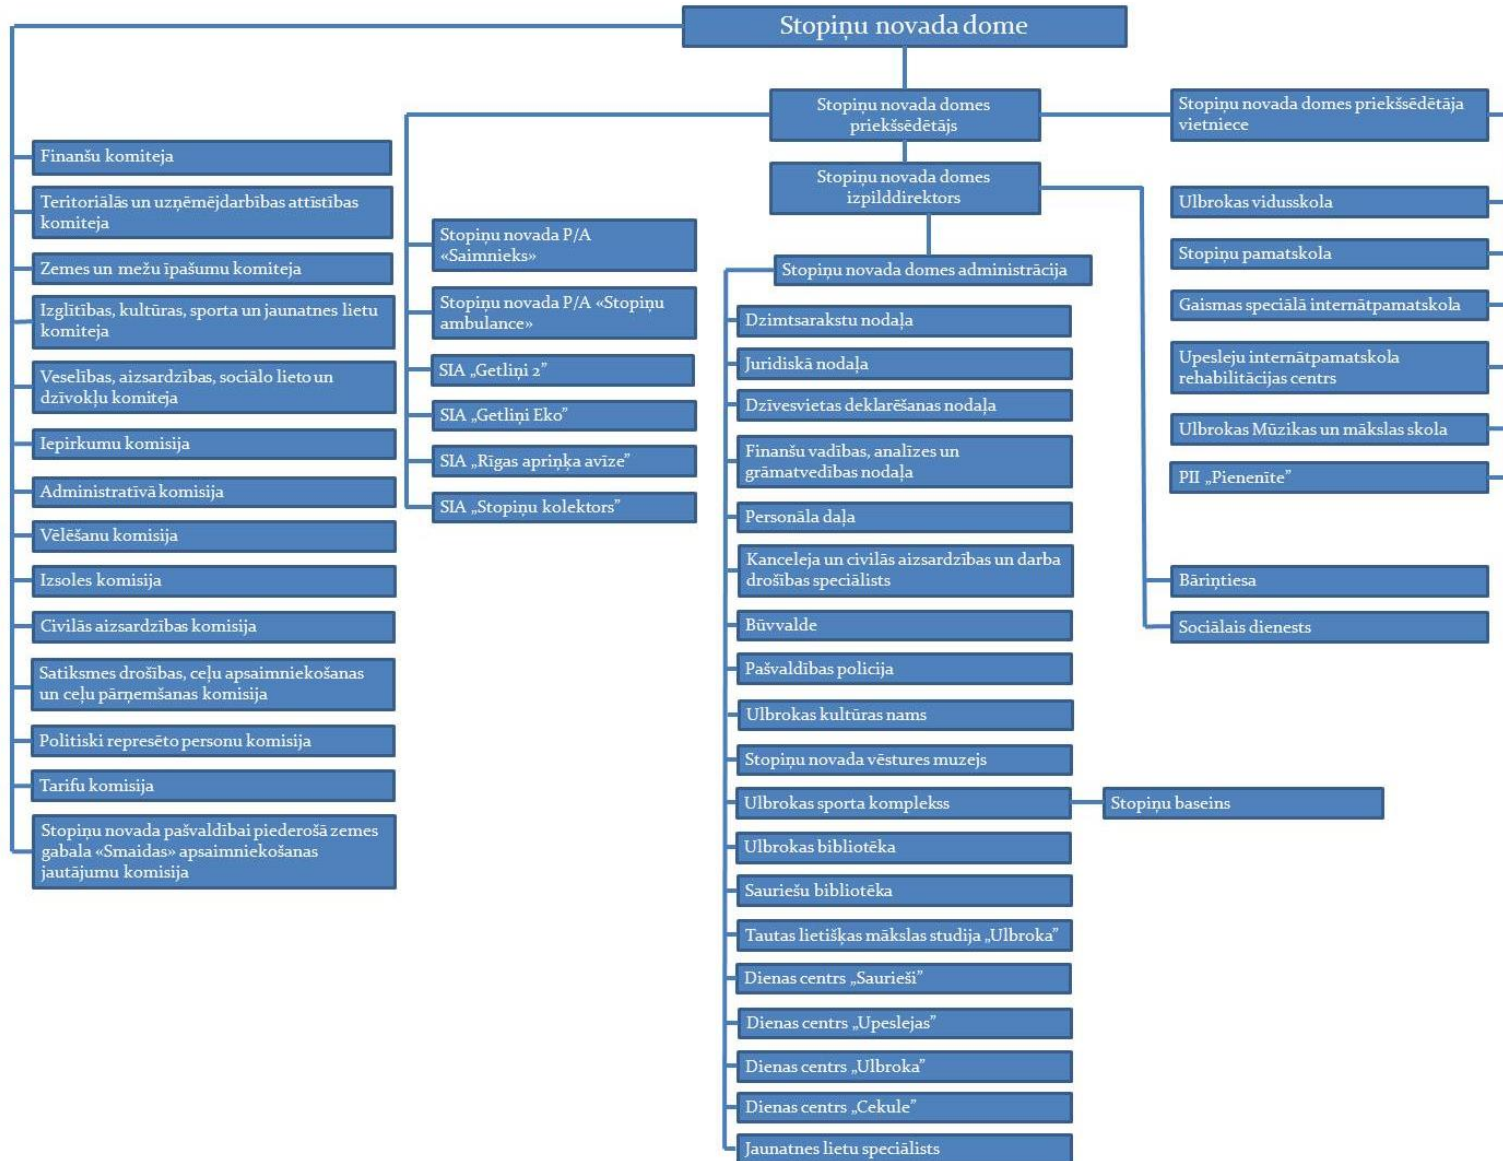 Stopiņu novada dome
Stopiņu novada domes
priekšsēdētājs
Stopiņu novada domes priekšsēdētāja
vietniece
Stopiņu novada domes
izpilddirektors
Stopiņu novada domes administrācija
Finanšu komiteja
Teritoriālās un uzņēmējdarbības attīstības
komiteja
Zemes un mežu īpašumu komiteja
Izglītības, kultūras, sporta un jaunatnes lietu
komiteja
Veselības, aizsardzības, sociālo lieto un
dzīvokļu komiteja
Iepirkumu komisija
Administratīvā komisija
Vēlēšanu komisija
Izsoles komisija
Civilās aizsardzības komisija
Satiksmes drošības, ceļu apsaimniekošanas
un ceļu pārņemšanas komisija
Politiski represēto personu komisija
Tarifu komisija
Stopiņu novada pašvaldībai piederošā zemes
gabala «Smaidas» apsaimniekošanas
jautājumu komisija
Stopiņu novada P/A
«Saimnieks»
Stopiņu novada P/A «Stopiņu
ambulance»
SIA „Getliņi 2”
SIA „Getliņi Eko”
SIA „Rīgas apriņķa avīze”
SIA „Stopiņu kolektors”
Dzimtsarakstu nodaļa
Juridiskā nodaļa
Dzīvesvietas deklarēšanas nodaļa
Finanšu vadības, analīzes un
grāmatvedības nodaļa
Personāla daļa
Kanceleja un civilās aizsardzības un darba
drošības speciālists
Būvvalde
Pašvaldības policija
Ulbrokas kultūras nams
Stopiņu novada vēstures muzejs
Ulbrokas sporta komplekss
Stopiņu baseins
Ulbrokas bibliotēka
Sauriešu bibliotēka
Tautas lietišķas mākslas studija „Ulbroka”
Dienas centrs „Saurieši”
Dienas centrs „Upeslejas”
Dienas centrs „Ulbroka”
Dienas centrs „Cekule”
Jaunatnes lietu speciālists
Ulbrokas vidusskola
Stopiņu pamatskola
Gaismas speciālā internātpamatskola
Upesleju internātpamatskola
rehabilitācijas centrs
Ulbrokas Mūzikas un mākslas skola
PII „Pienenīte”
Bāriņtiesa
Sociālais dienests